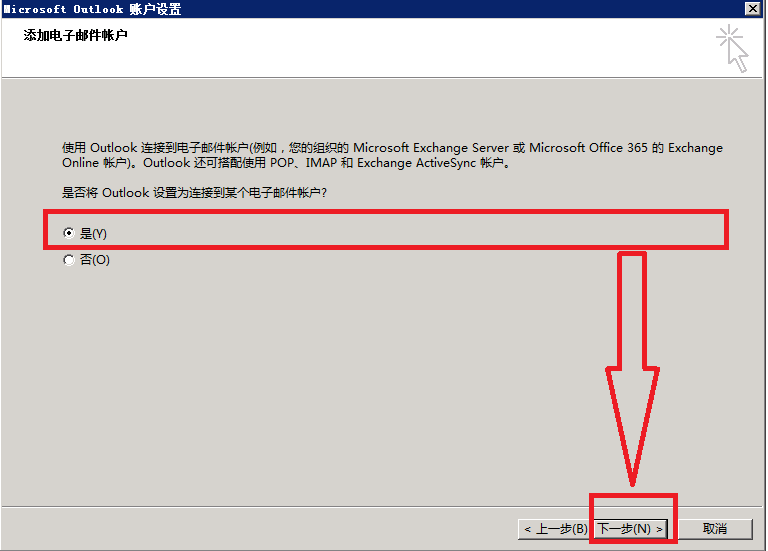 Microsoft Outlook 账户设置
添加电子邮件帐户
使用 Outlook 连接到电子邮件帐户(例如，您的组织的 Microsoft Exchange Server 或 Microsoft Office 365 的 Exchange
Online 帐户)。Outlook 还可搭配使用 POP、IMAP 和 Exchange ActiveSync 帐户。
是否将 Outlook 设置为连接到某个电子邮件帐户?
是(Y)
否(O)
< 上一步(B) 下一步(N) > 取消